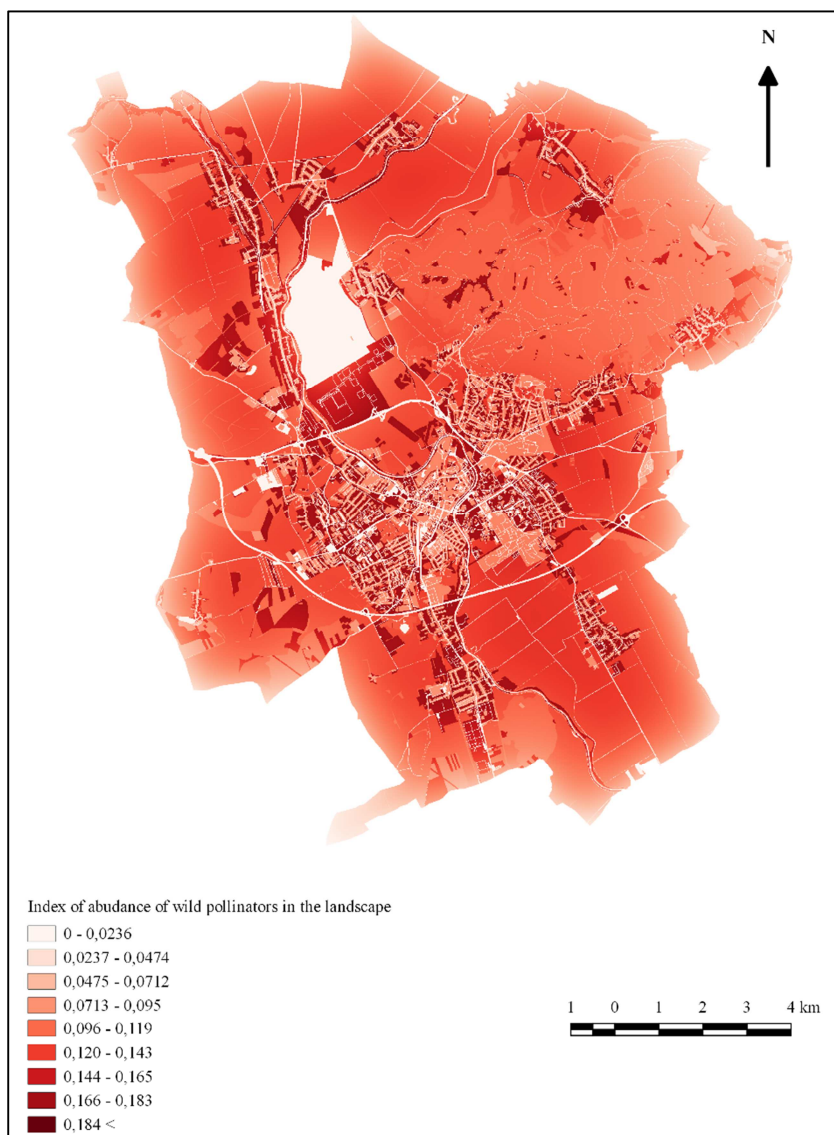 N
Index of abudance of wild pollinators in the landscape
0 - 0,0236
0,0237 - 0,0474
0,0475 - 0,0712
0,0713 - 0,095
0,096 - 0,119
0,120 - 0,143
0,144 - 0,165
0,166 - 0,183
0,184 <
1 0 1 2 3 4 km